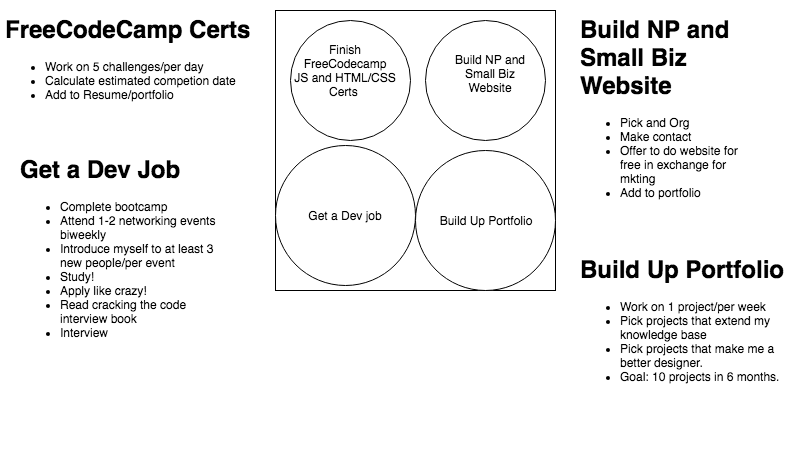 FreeCodeCamp Certs
• Work on 5 challenges/per day
• Calculate estimated competion date
• Add to Resume/portfolio
Get a Dev Job
• Complete bootcamp
• Attend 1-2 networking events
biweekly
• Introduce myself to at least 3
new people/per event
• Study!
• Apply like crazy!
• Read cracking the code
interview book
• Interview
Finish
FreeCodecamp
JS and HTML/CSS
Certs
Build NP and
Small Biz
Website
Get a Dev job
Build Up Portfolio
Build NP and
Small Biz
Website
• Pick and Org
• Make contact
• Offer to do website for
free in exchange for
mkting
• Add to portfolio
Build Up Portfolio
• Work on 1 project/per week
• Pick projects that extend my
knowledge base
• Pick projects that make me a
better designer.
• Goal: 10 projects in 6 months.